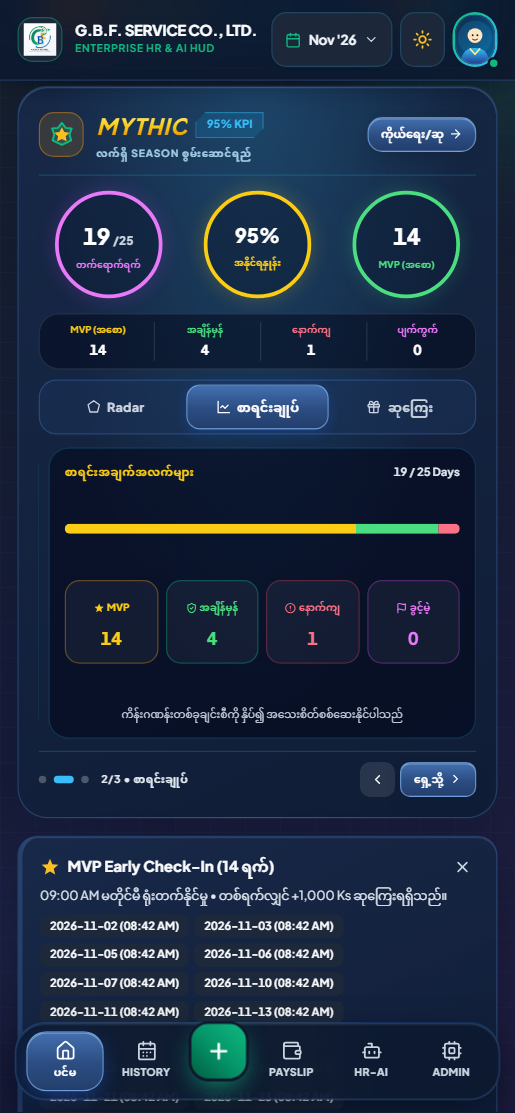 G.B.F. SERVICE CO., LTD.
ENTERPRISE HR & AI HUD
Nov '26
MYTHIC
95% KPI
လက်ရှိ SEASON စွမ်းဆောင်ရည်
ကိုယ်ရေး/ဆု
19 /25
တက်ရောက်ရက်
95%
အနိုင်ရနှုန်း
14
MVP (အစော)
MVP (အစော)
14
အချိန်မှန်
4
နောက်ကျ
1
ပျက်ကွက်
0
Radar
စာရင်းချုပ်
ဆုကြေး
စာရင်းအချက်အလက်များ
19 / 25 Days
MVP
14
အချိန်မှန်
4
နောက်ကျ
1
ခွင့်မဲ့
0
ကိန်းဂဏန်းတစ်ခုချင်းစီကို နှိပ်၍ အသေးစိတ်စစ်ဆေးနိုင်ပါသည်
2/3 • စာရင်းချုပ်
ရှေ့သို့
MVP Early Check-In (14 ရက်)
09:00 AM မတိုင်မီ ရုံးတက်နိုင်မှု • တစ်ရက်လျှင် +1,000 Ks ဆုကြေးရရှိသည်။
2026-11-02 (08:42 AM) 2026-11-03 (08:42 AM)
2026-11-05 (08:42 AM) 2026-11-06 (08:42 AM)
2026-11-07 (08:42 AM) 2026-11-10 (08:42 AM)
2026-11-11 (08:42 AM) 2026-11-13 (08:42 AM)
ပင်မ
HISTORY
PAYSLIP
HR-AI
ADMIN